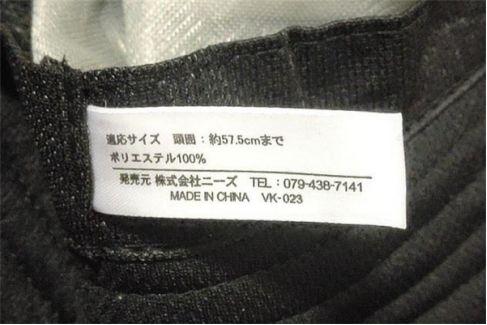 適応サイズ 頭囲:約57.5cmまで
ポリエステル100%
発売元 株式会社ニーズ TEL:079-438-7141
MADE IN CHINA VK-023